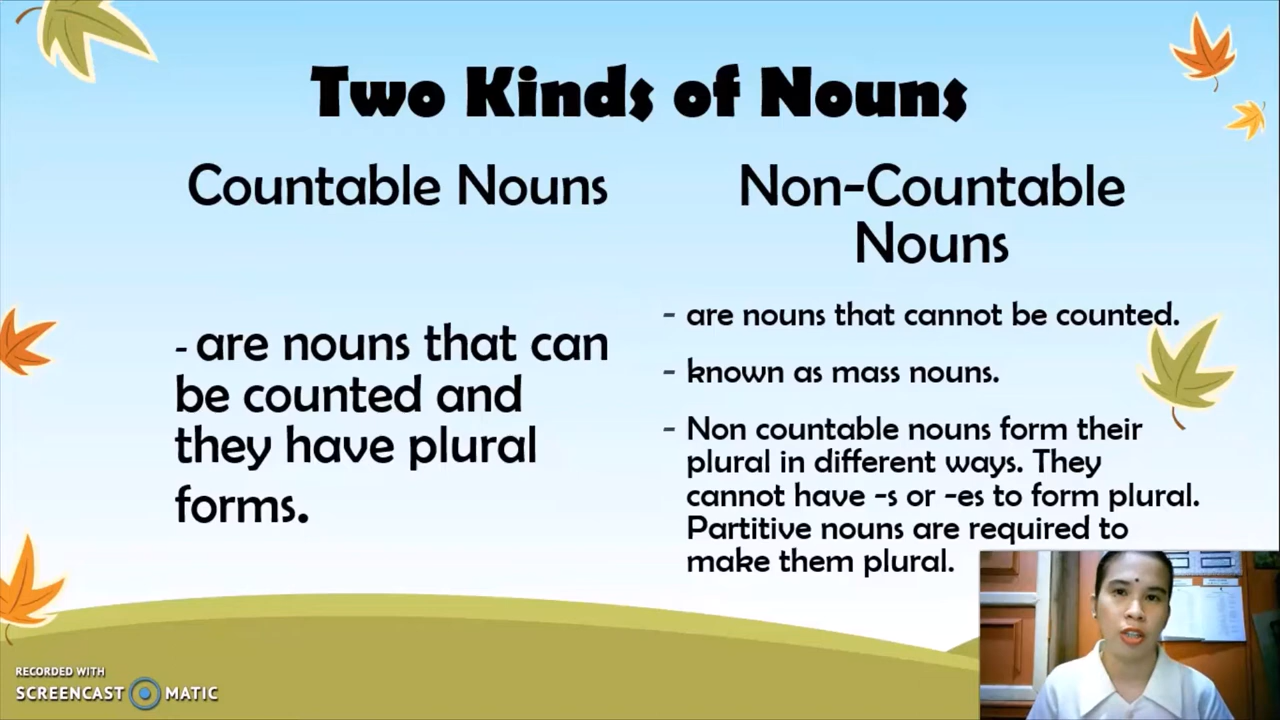 Two Kinds of Nouns
Countable Nouns
- are nouns that can
be counted and
they have plural
forms.
Non-Countable
Nouns
- are nouns that cannot be counted.
- known as mass nouns.
- Non countable nouns form their
plural in different ways. They
cannot have -s or -es to form plural.
Partitive nouns are required to
make them plural.
RECORDED WITH
SCREENCAST MATIC